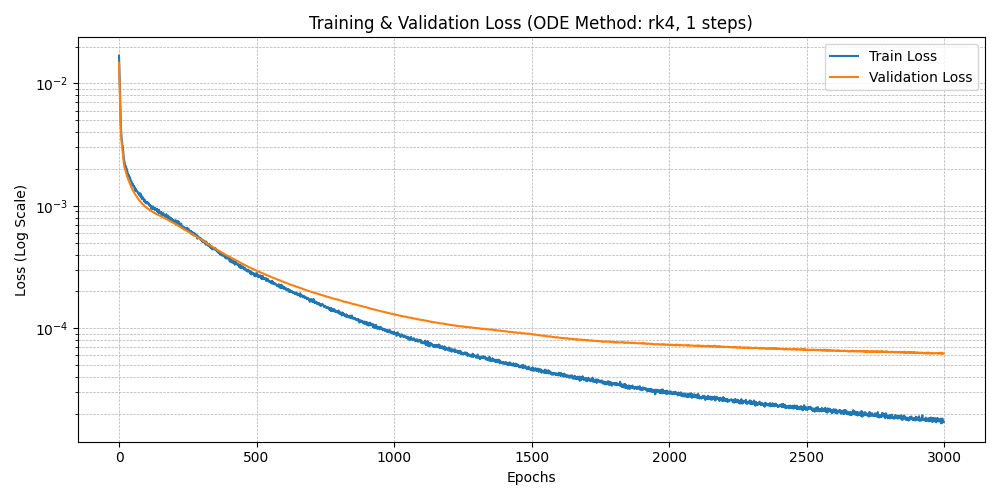 Training & Validation Loss (ODE Method: rk4, 1 steps)
Train Loss
Validation Loss
Loss (Log Scale)
10⁻²
10⁻³
10⁻⁴
0 500 1000 1500 2000 2500 3000
Epochs